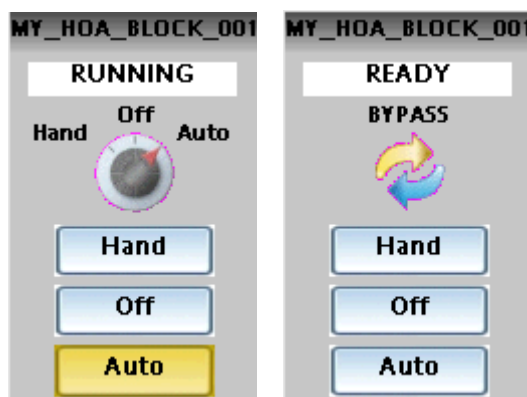 MY_HOA_BLOCK_001
RUNNING
Off
Hand
Auto
Hand
Off
Auto
MY_HOA_BLOCK_001
READY
BYPASS
Hand
Off
Auto